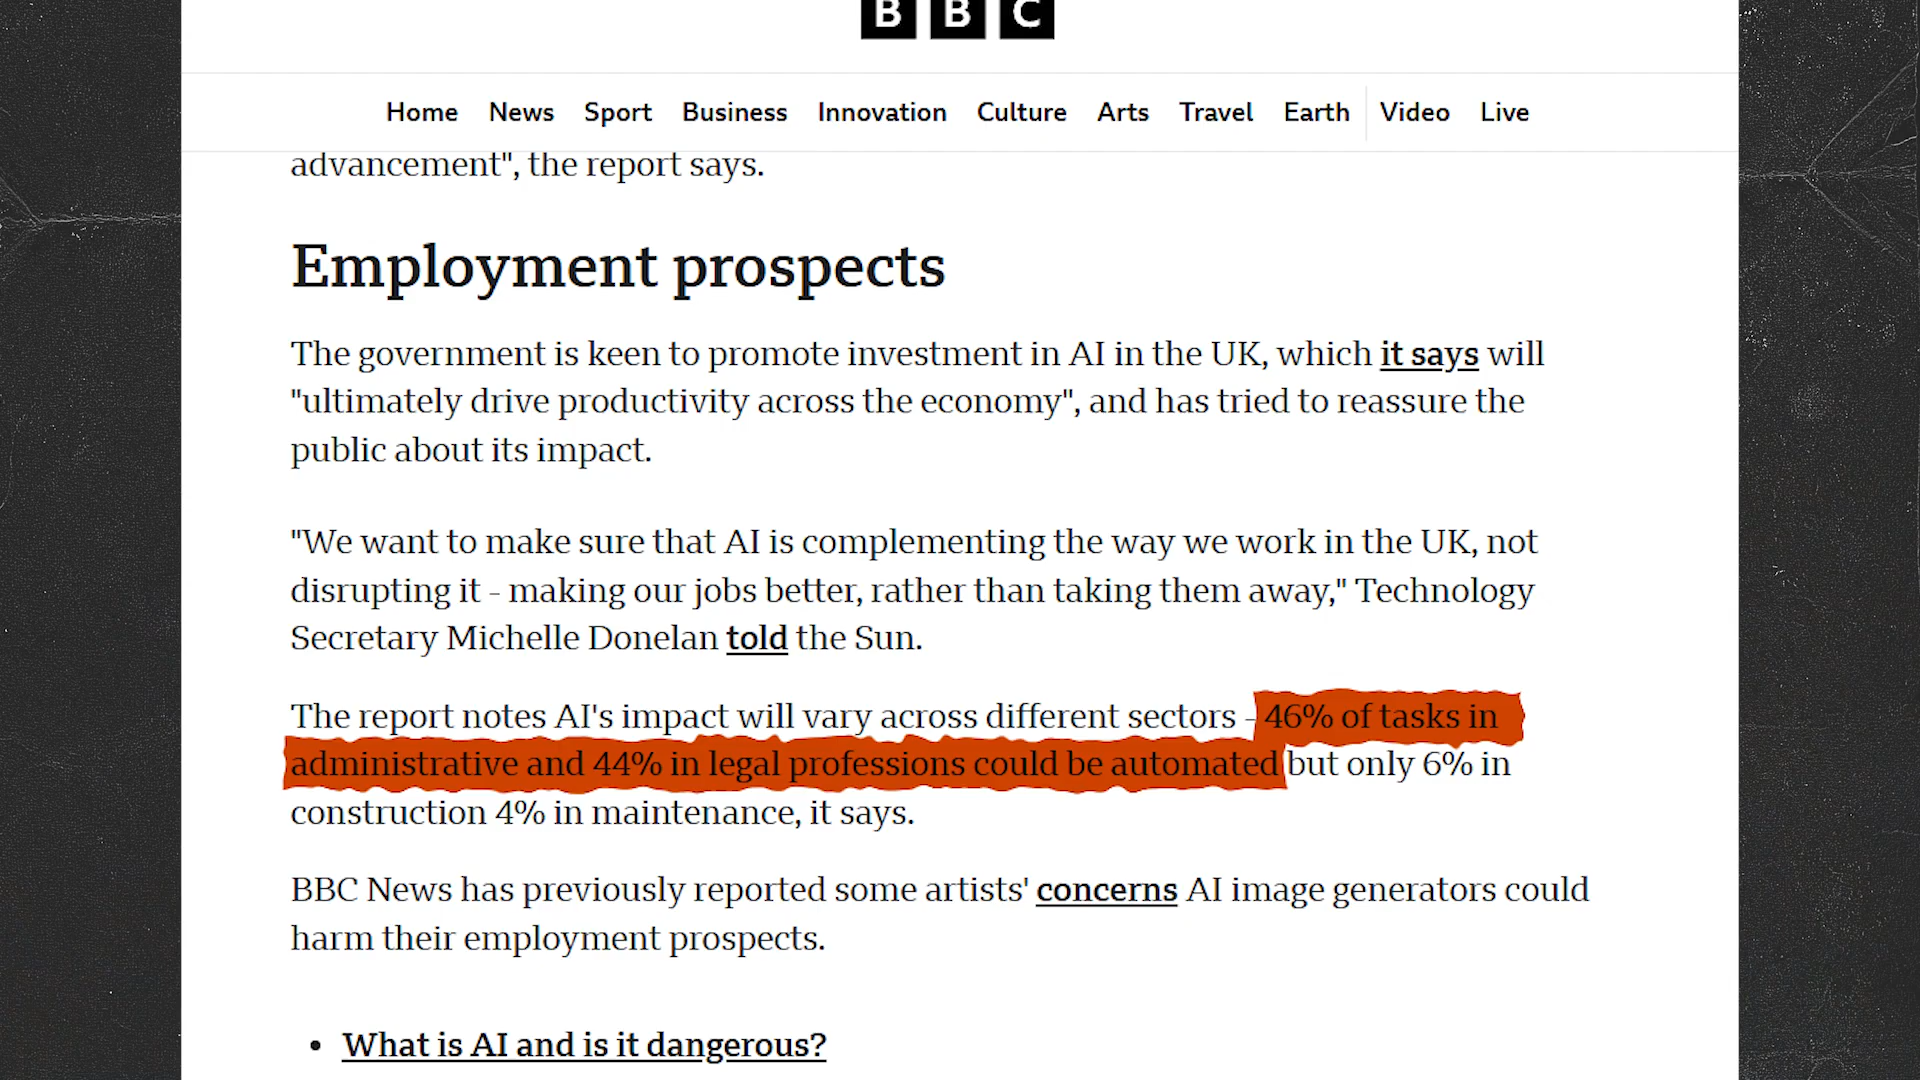 BBC
Home News Sport Business Innovation Culture Arts Travel Earth Video Live
advancement", the report says.
Employment prospects
The government is keen to promote investment in AI in the UK, which it says will
"ultimately drive productivity across the economy", and has tried to reassure the
public about its impact.
"We want to make sure that AI is complementing the way we work in the UK, not
disrupting it - making our jobs better, rather than taking them away," Technology
Secretary Michelle Donelan told the Sun.
The report notes AI's impact will vary across different sectors - 46% of tasks in
administrative and 44% in legal professions could be automated but only 6% in
construction 4% in maintenance, it says.
BBC News has previously reported some artists' concerns AI image generators could
harm their employment prospects.
• What is AI and is it dangerous?